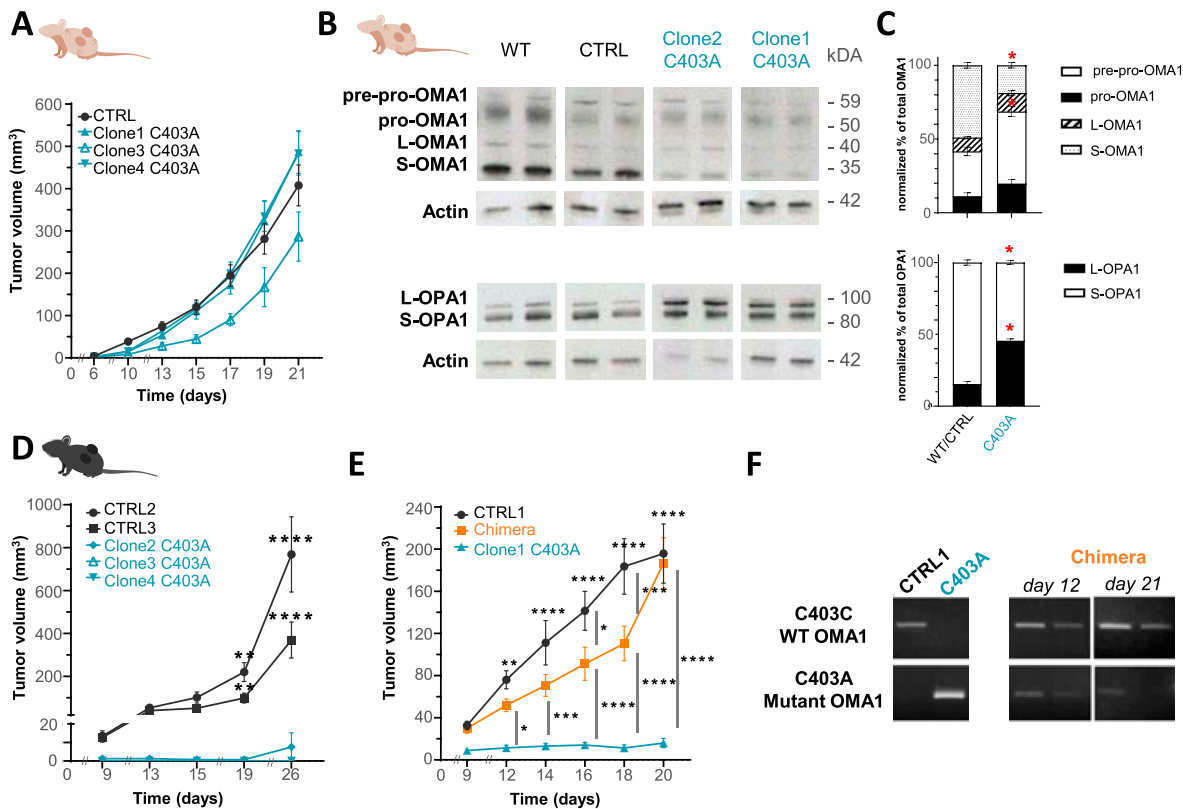 A
CTRL
Clone1 C403A
Clone3 C403A
Clone4 C403A
Tumor volume (mm³)
600
500
400
300
200
100
0
0 6 10 13 15 17 19 21
Time (days)
B
WT CTRL Clone2 C403A Clone1 C403A kDA
pre-pro-OMA1 - 59
pro-OMA1 - 50
L-OMA1 - 40
S-OMA1 - 35
Actin - 42
L-OPA1 - 100
S-OPA1 - 80
Actin - 42
C
normalized % of total OMA1
100
50
0
* *
pre-pro-OMA1
pro-OMA1
L-OMA1
S-OMA1
normalized % of total OPA1
100
50
0
* *
L-OPA1
S-OPA1
WT/CTRL C403A
D
CTRL2
CTRL3
Clone2 C403A
Clone3 C403A
Clone4 C403A
Tumor volume (mm³)
1000
800
600
400
200
20
0
** ****
** ****
0 9 13 15 19 26
Time (days)
E
CTRL1
Chimera
Clone1 C403A
Tumor volume (mm³)
240
200
160
120
80
40
0
** **** **** **** ****
* *** * **** *** **** ****
0 9 12 14 16 18 20
Time (days)
F
CTRL1 C403A
Chimera
day 12 day 21
C403C
WT OMA1
C403A
Mutant OMA1